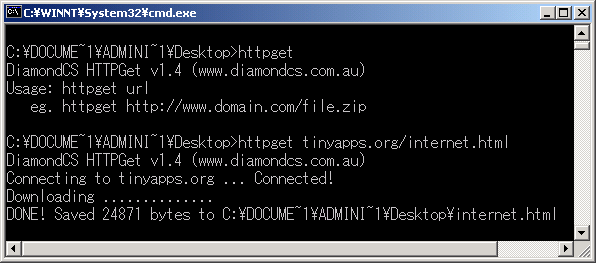 C:¥WINNT¥System32¥cmd.exe
C:¥DOCUME~1¥ADMINI~1¥Desktop>httpget
DiamondCS HTTPGet v1.4 (www.diamondcs.com.au)
Usage: httpget url
eg. httpget http://www.domain.com/file.zip
C:¥DOCUME~1¥ADMINI~1¥Desktop>httpget tinyapps.org/internet.html
DiamondCS HTTPGet v1.4 (www.diamondcs.com.au)
Connecting to tinyapps.org ... Connected!
Downloading ..............
DONE! Saved 24871 bytes to C:¥DOCUME~1¥ADMINI~1¥Desktop¥internet.html